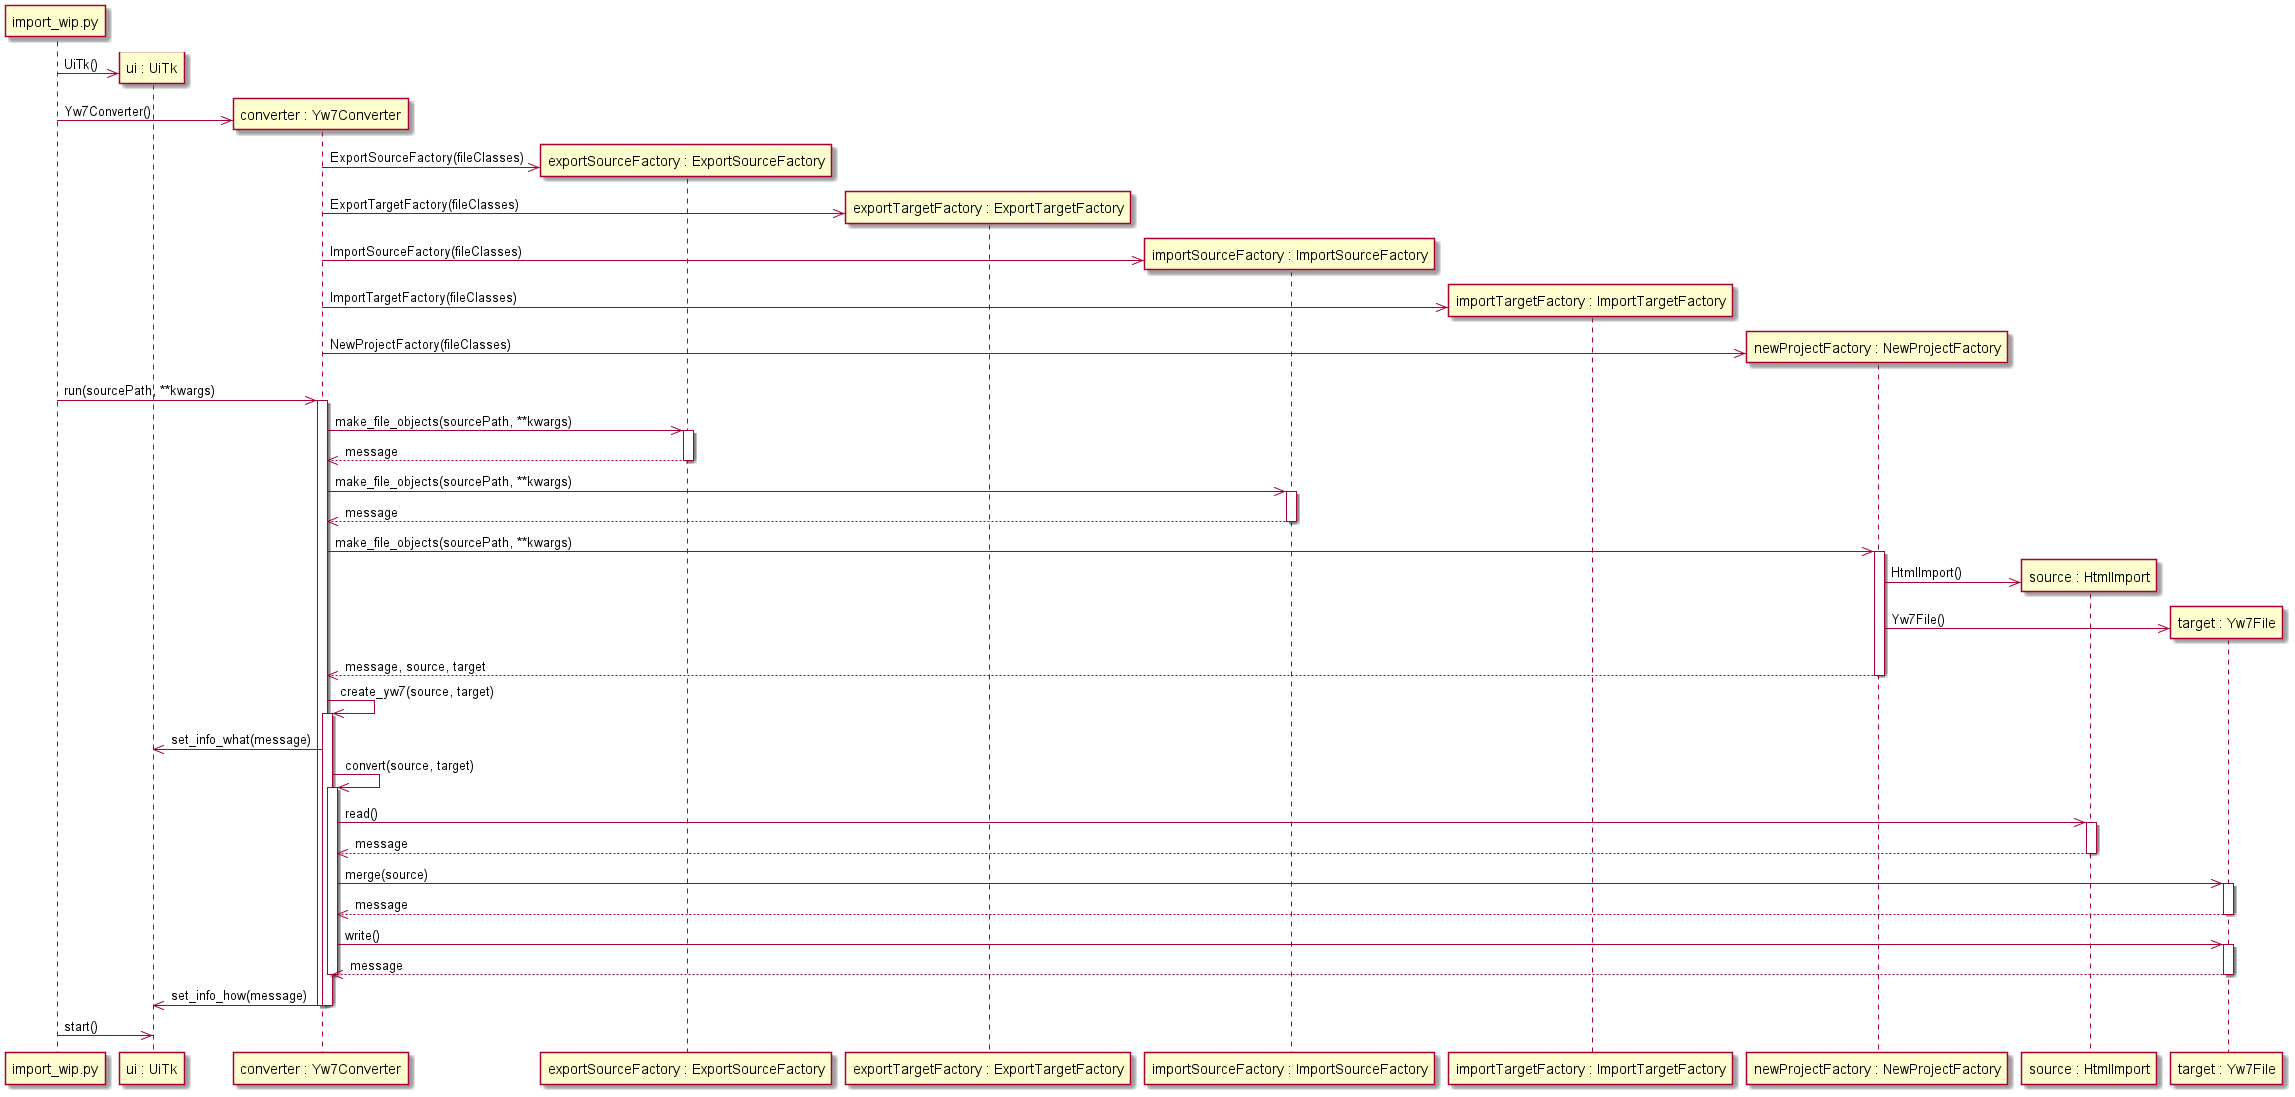 import_wip.py
UiTk()
ui : UiTk
Yw7Converter()
converter : Yw7Converter
ExportSourceFactory(fileClasses)
exportSourceFactory : ExportSourceFactory
ExportTargetFactory(fileClasses)
exportTargetFactory : ExportTargetFactory
ImportSourceFactory(fileClasses)
importSourceFactory : ImportSourceFactory
ImportTargetFactory(fileClasses)
importTargetFactory : ImportTargetFactory
NewProjectFactory(fileClasses)
newProjectFactory : NewProjectFactory
run(sourcePath, **kwargs)
make_file_objects(sourcePath, **kwargs)
message
make_file_objects(sourcePath, **kwargs)
message
make_file_objects(sourcePath, **kwargs)
HtmlImport()
source : HtmlImport
Yw7File()
target : Yw7File
message, source, target
create_yw7(source, target)
set_info_what(message)
convert(source, target)
read()
message
merge(source)
message
write()
message
set_info_how(message)
start()
import_wip.py
ui : UiTk
converter : Yw7Converter
exportSourceFactory : ExportSourceFactory
exportTargetFactory : ExportTargetFactory
importSourceFactory : ImportSourceFactory
importTargetFactory : ImportTargetFactory
newProjectFactory : NewProjectFactory
source : HtmlImport
target : Yw7File